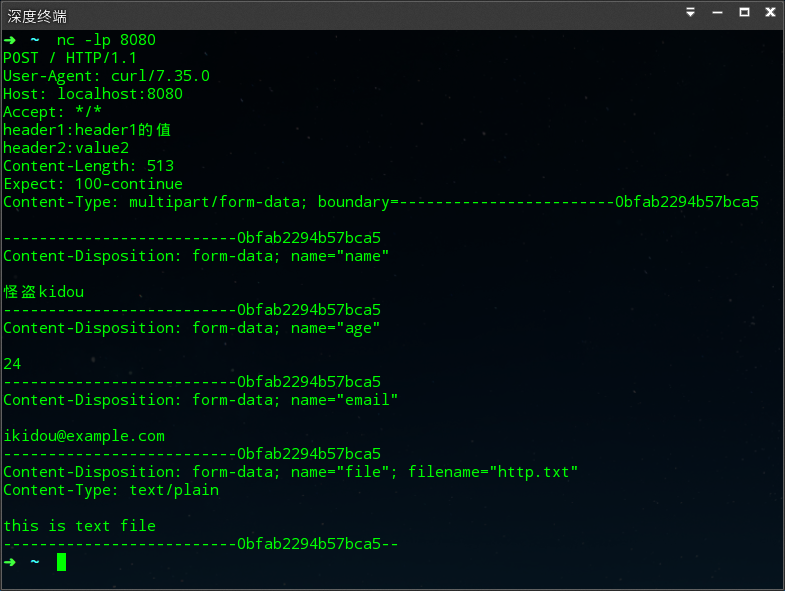 深度终端
➜  ~  nc -lp 8080
POST / HTTP/1.1
User-Agent: curl/7.35.0
Host: localhost:8080
Accept: */*
header1:header1的值
header2:value2
Content-Length: 513
Expect: 100-continue
Content-Type: multipart/form-data; boundary=------------------------0bfab2294b57bca5
--------------------------0bfab2294b57bca5
Content-Disposition: form-data; name="name"
怪盗kidou
--------------------------0bfab2294b57bca5
Content-Disposition: form-data; name="age"
24
--------------------------0bfab2294b57bca5
Content-Disposition: form-data; name="email"
ikidou@example.com
--------------------------0bfab2294b57bca5
Content-Disposition: form-data; name="file"; filename="http.txt"
Content-Type: text/plain
this is text file
--------------------------0bfab2294b57bca5--
➜  ~